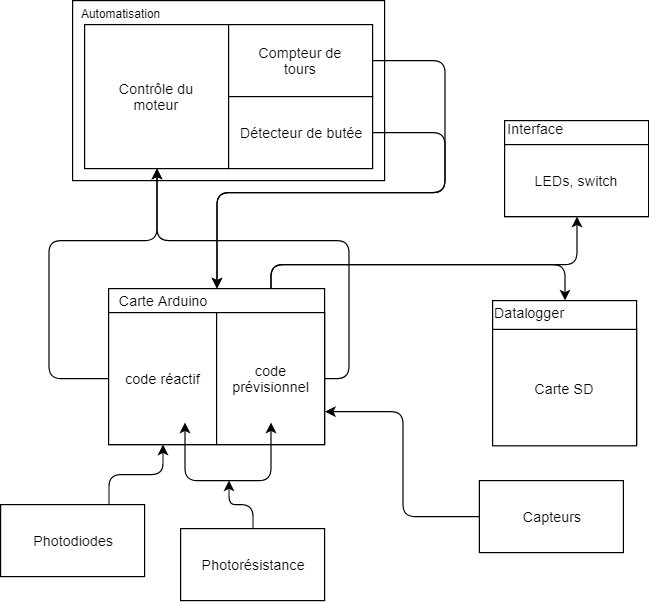 Automatisation
Contrôle du
moteur
Compteur de
tours
Détecteur de butée
Interface
LEDs, switch
Carte Arduino
code réactif
code
prévisionnel
Datalogger
Carte SD
Photodiodes
Photorésistance
Capteurs